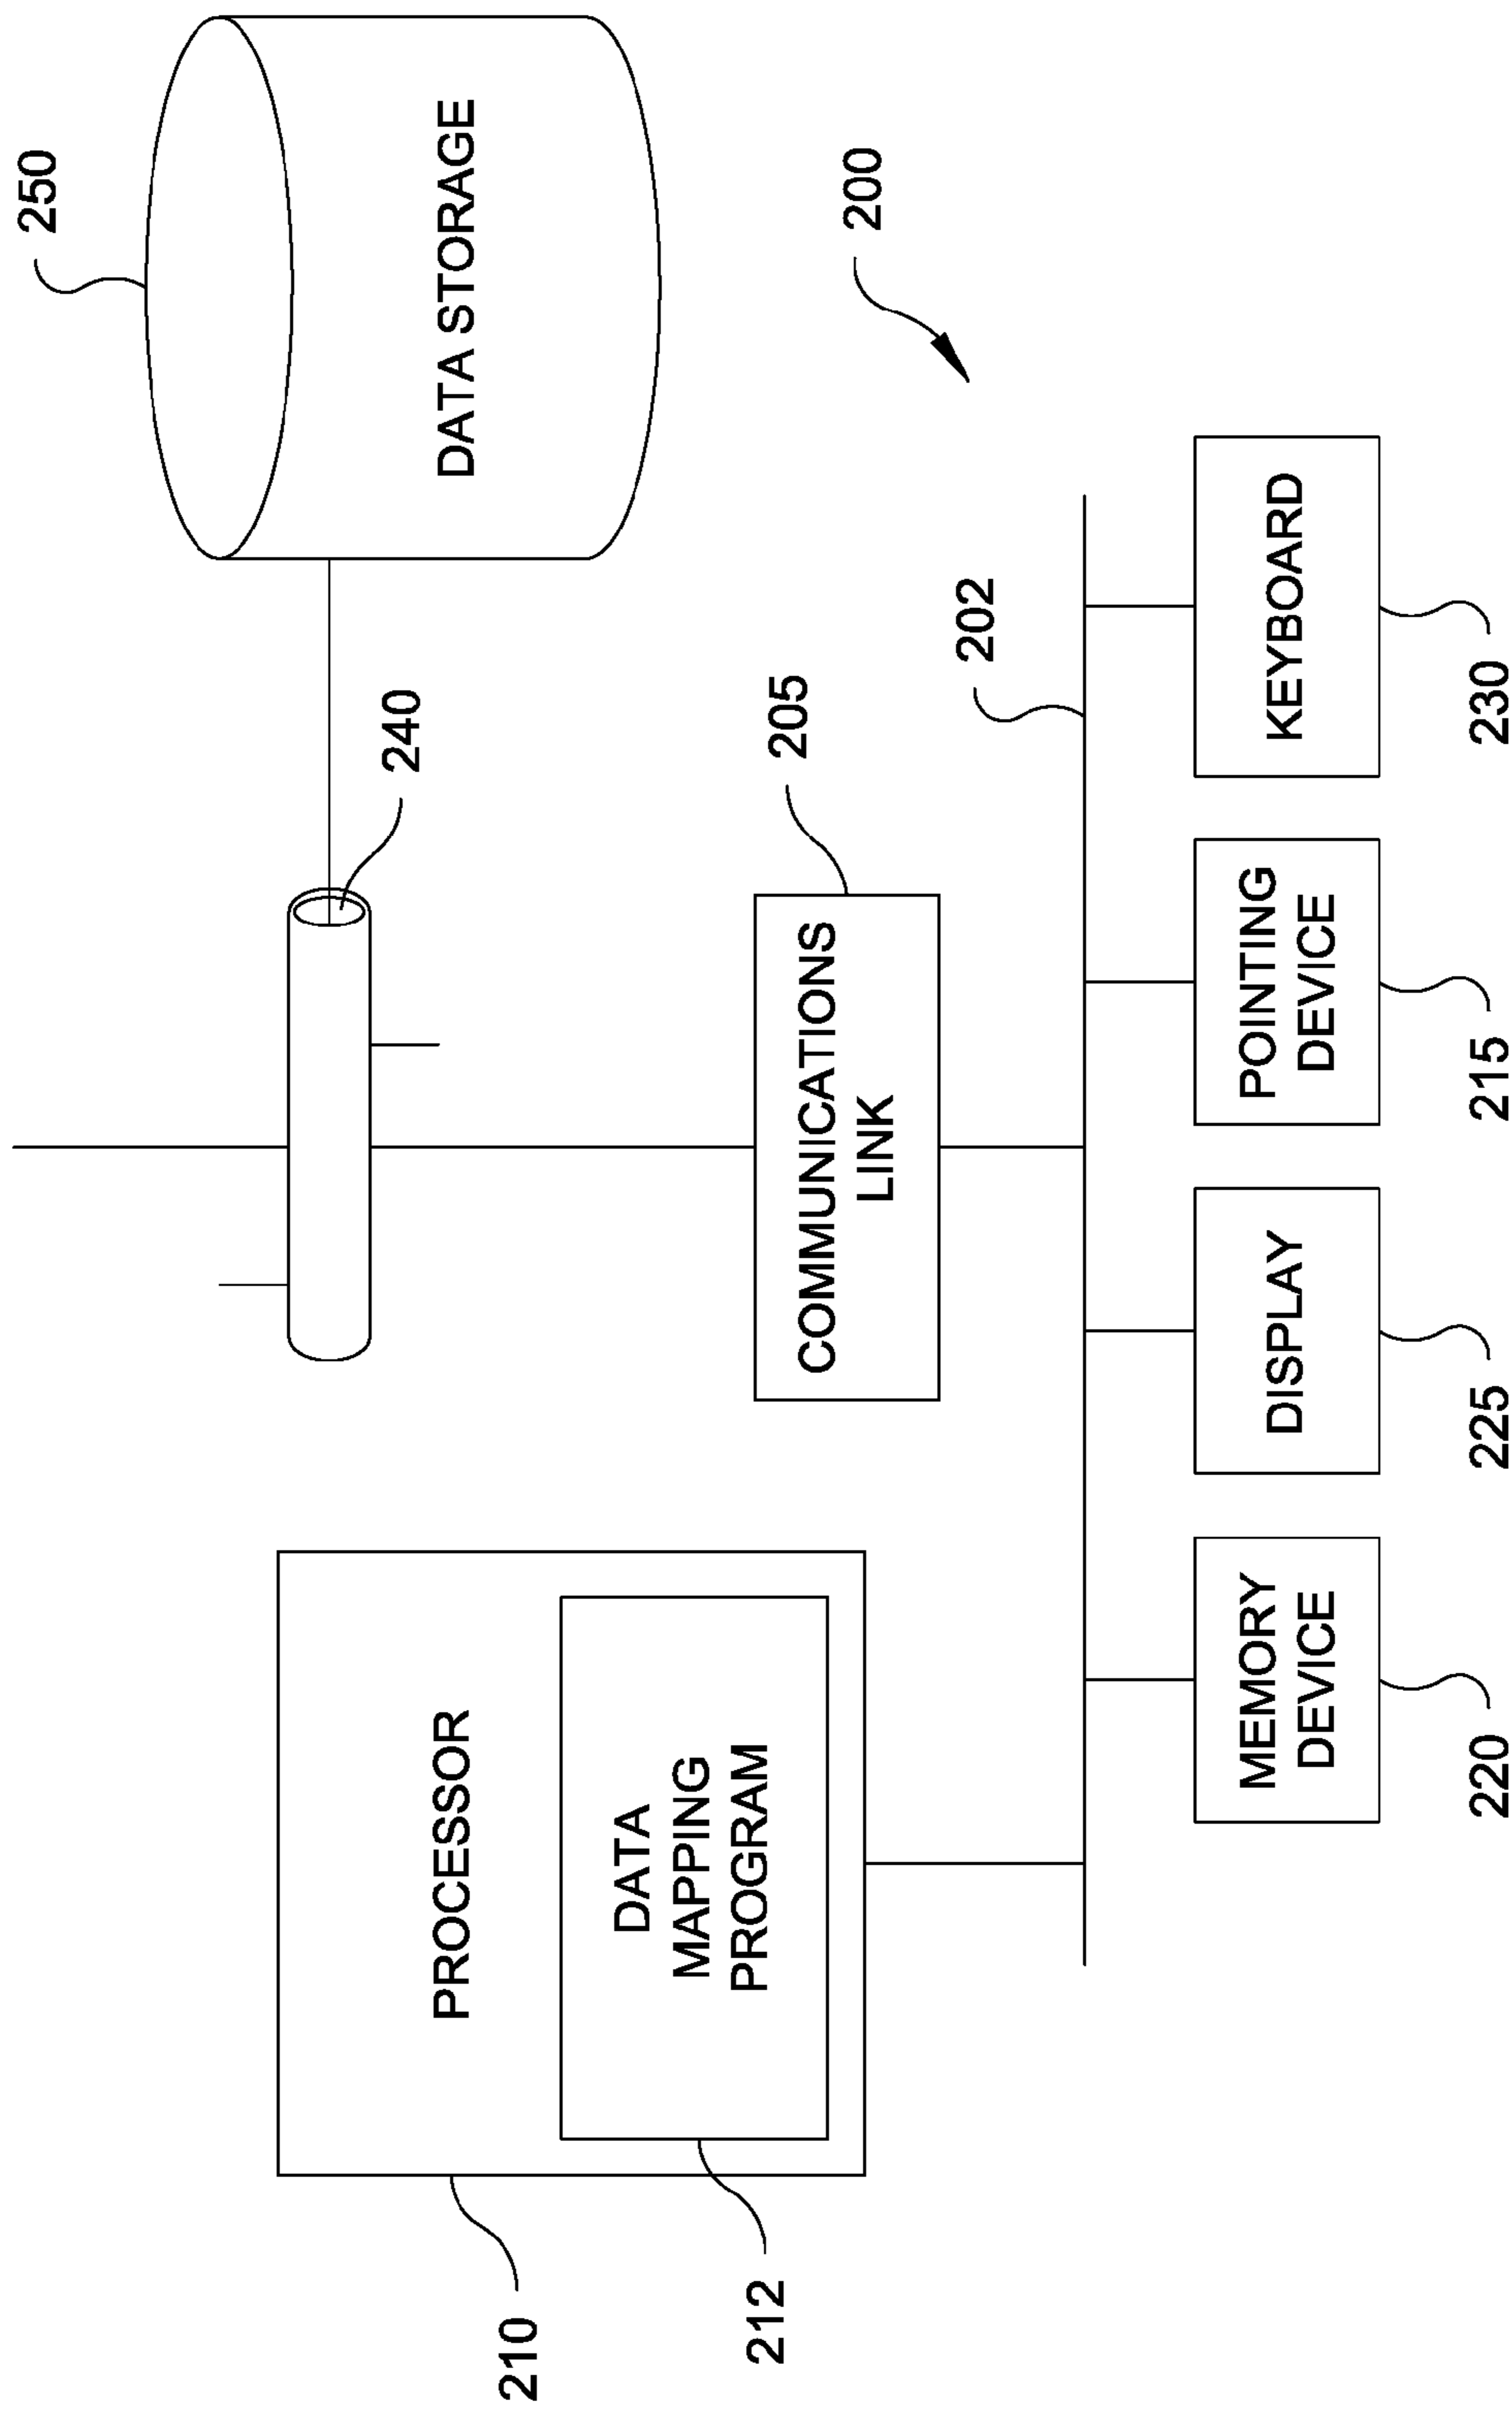 250
DATA STORAGE
240
200
PROCESSOR
210
DATA
MAPPING
PROGRAM
212
COMMUNICATIONS
LINK
205
202
MEMORY
DEVICE
DISPLAY
POINTING
DEVICE
KEYBOARD
220
225
215
230